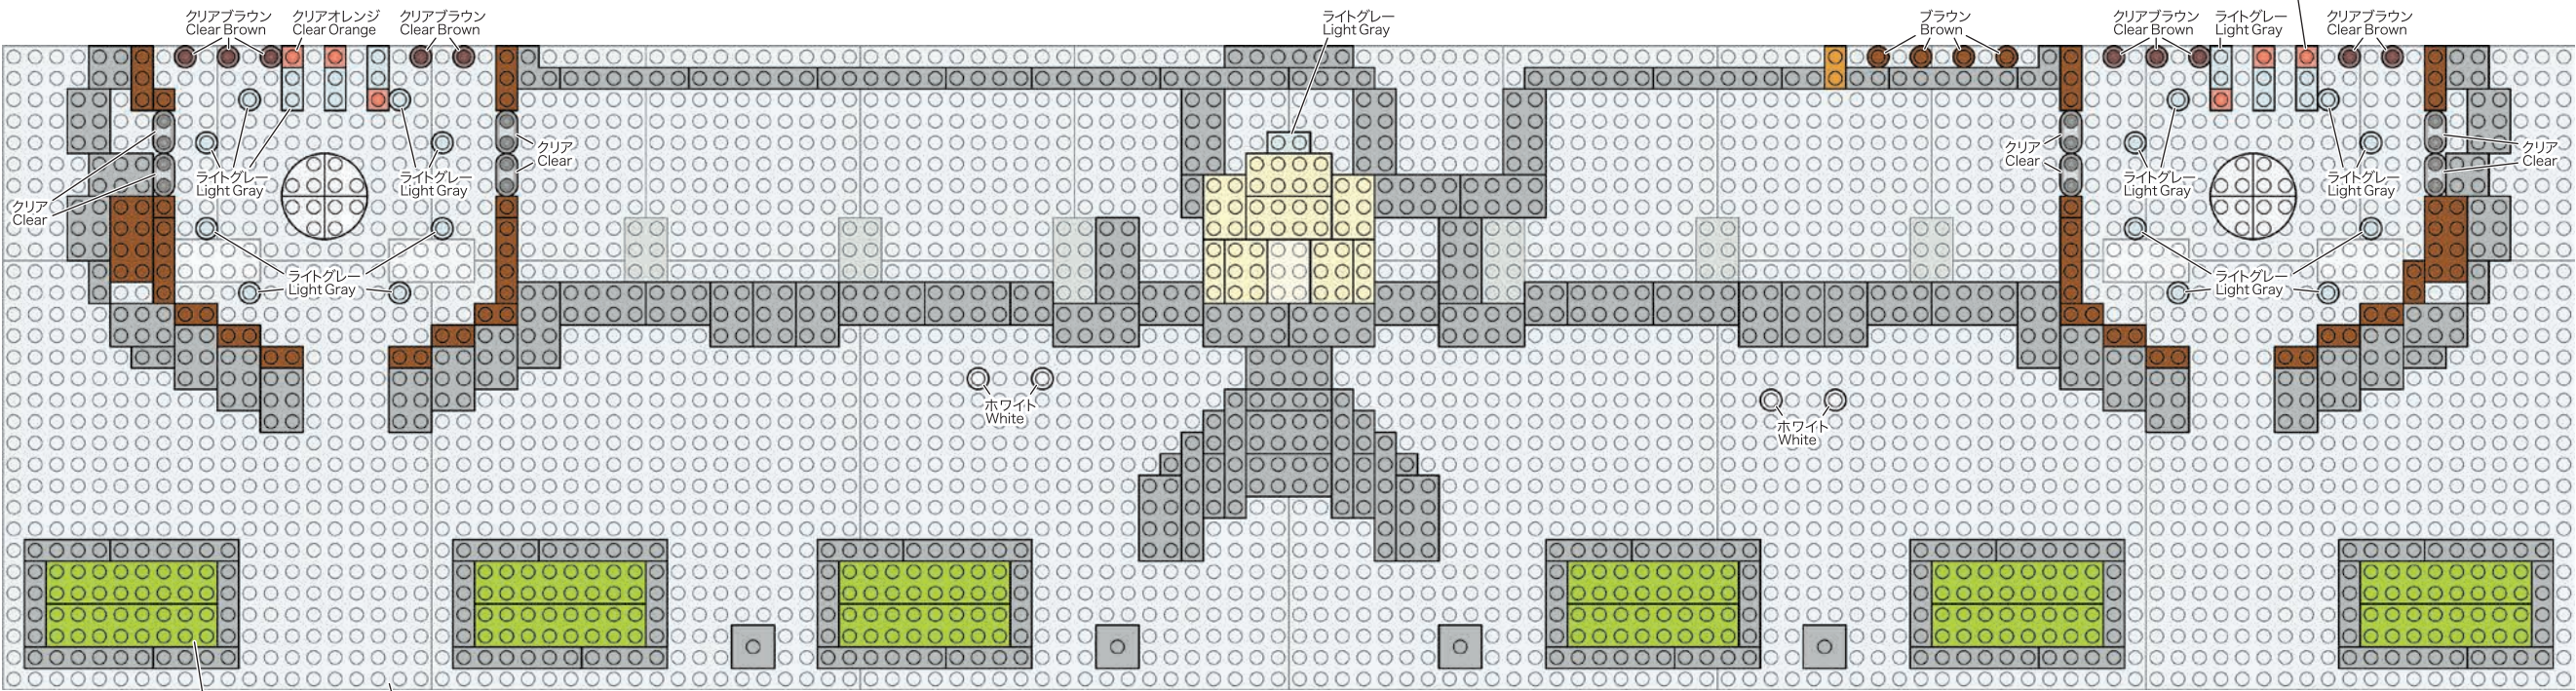 クリアブラウン
Clear Brown
クリアオレンジ
Clear Orange
クリアブラウン
Clear Brown
ライトグレー
Light Gray
ブラウン
Brown
クリアブラウン
Clear Brown
ライトグレー
Light Gray
クリアブラウン
Clear Brown
クリア
Clear
ライトグレー
Light Gray
ライトグレー
Light Gray
クリア
Clear
クリア
Clear
ライトグレー
Light Gray
ライトグレー
Light Gray
クリア
Clear
ライトグレー
Light Gray
ライトグレー
Light Gray
ホワイト
White
ホワイト
White